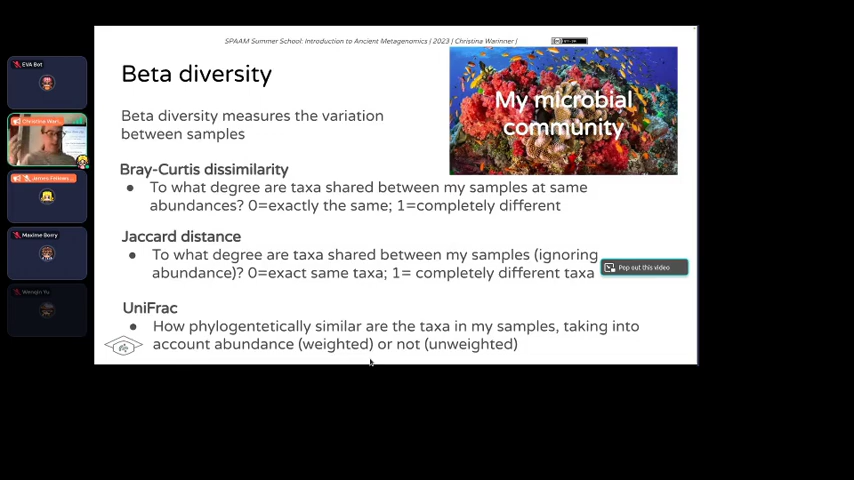 SPAAM Summer School: Introduction to Ancient Metagenomics | 2023 | Christina Warinner |
EVA Bot
Christina Warı...
James Fellows...
Maxime Borry
Beta diversity
My microbial
community
Beta diversity measures the variation
between samples
Bray-Curtis dissimilarity
● To what degree are taxa shared between my samples at same
abundances? 0=exactly the same; 1=completely different
Jaccard distance
● To what degree are taxa shared between my samples (ignoring
abundance)? 0=exact same taxa; 1= completely different taxa
Pop out this video
UniFrac
● How phylogentetically similar are the taxa in my samples, taking into
account abundance (weighted) or not (unweighted)